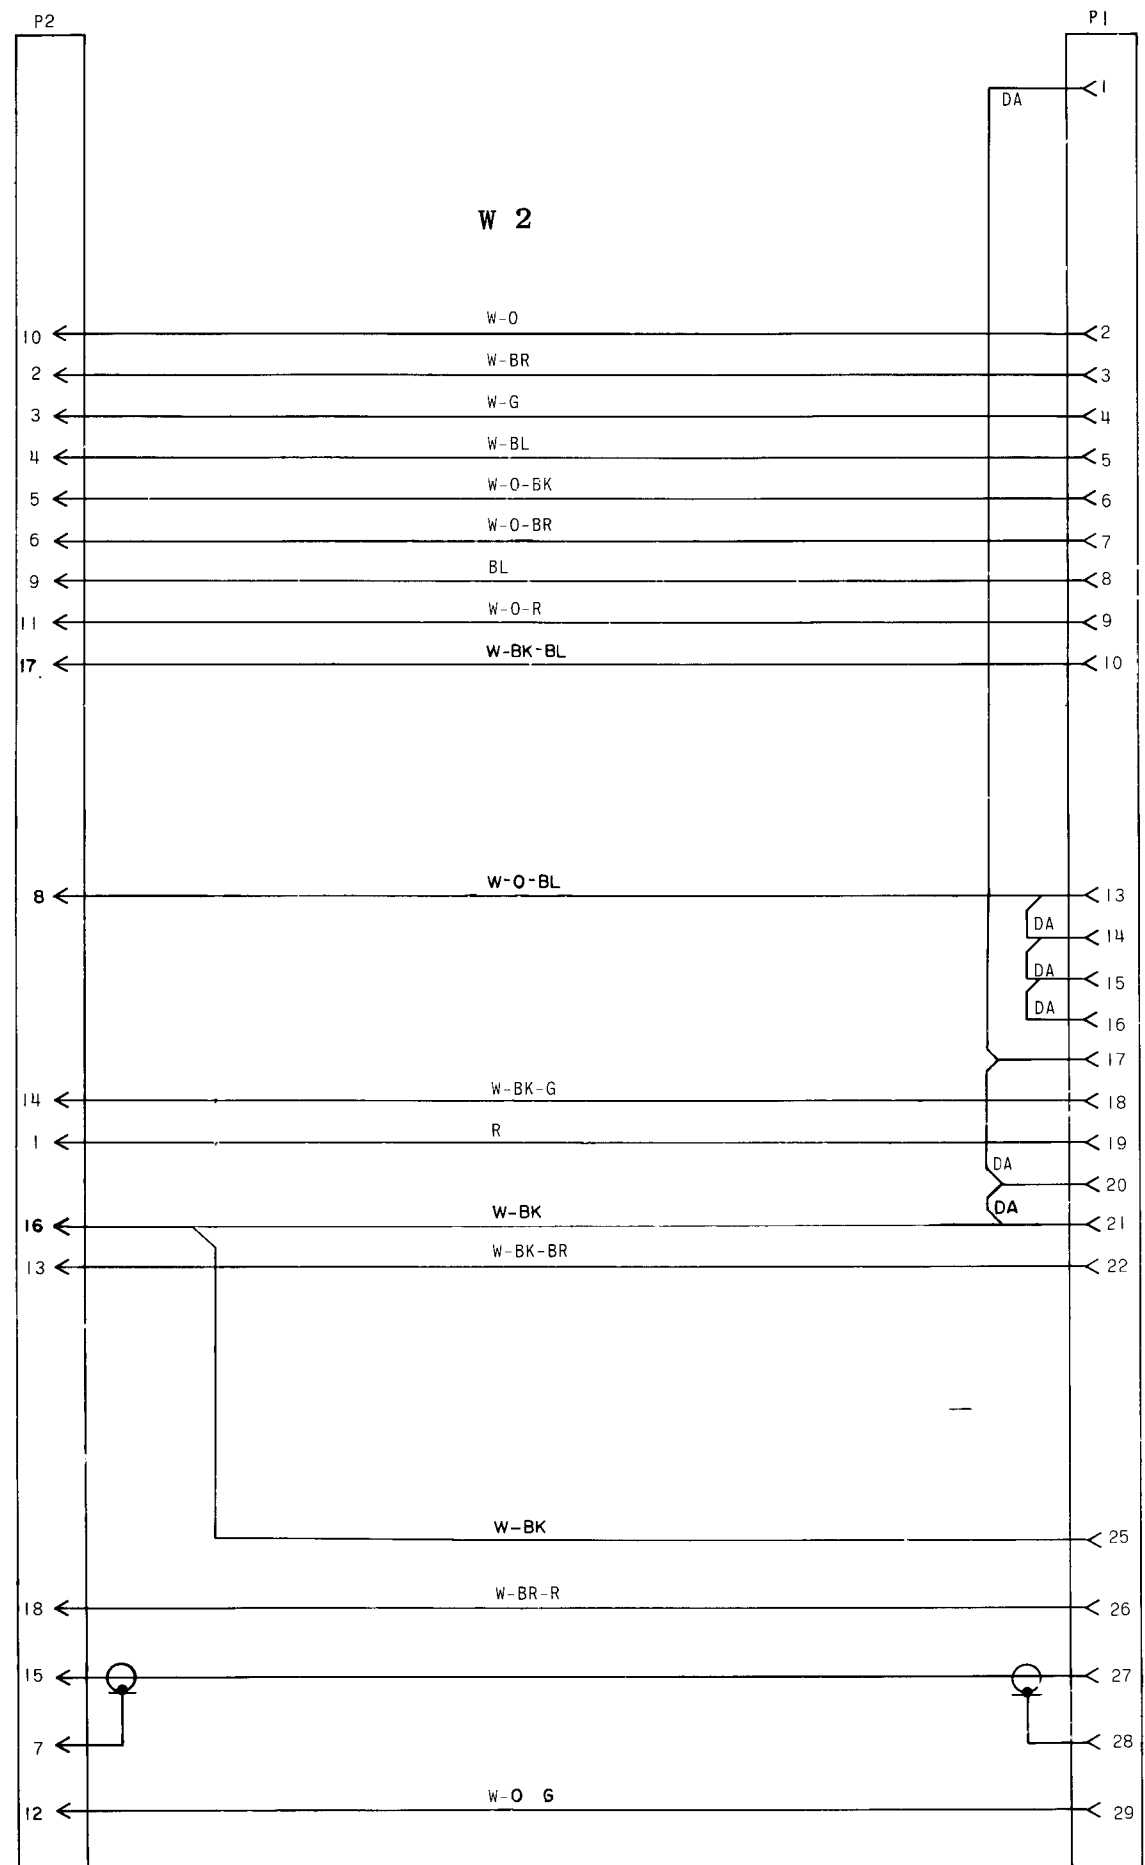 P2 P1
1
DA
W 2
W-O
10 2
W-BR
2 3
W-G
3 4
W-BL
4 5
W-O-BK
5 6
W-O-BR
6 7
BL
9 8
W-O-R
11 9
W-BK-BL
17 10
W-O-BL
8 13
DA
14
DA
15
DA
16
17
W-BK-G
14 18
R
1 19
DA
20
W-BK DA
16 21
W-BK-BR
13 22
W-BK
25
W-BR-R
18 26
15 27
7 28
W-O G
12 29